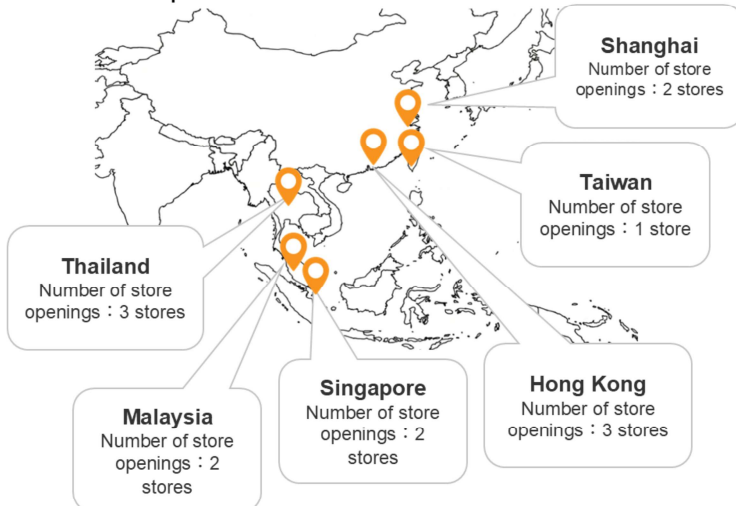 Shanghai
Number of store
openings：2 stores
Taiwan
Number of store
openings：1 store
Thailand
Number of store
openings：3 stores
Malaysia
Number of store
openings：2
stores
Singapore
Number of store
openings：2
stores
Hong Kong
Number of store
openings：3 stores